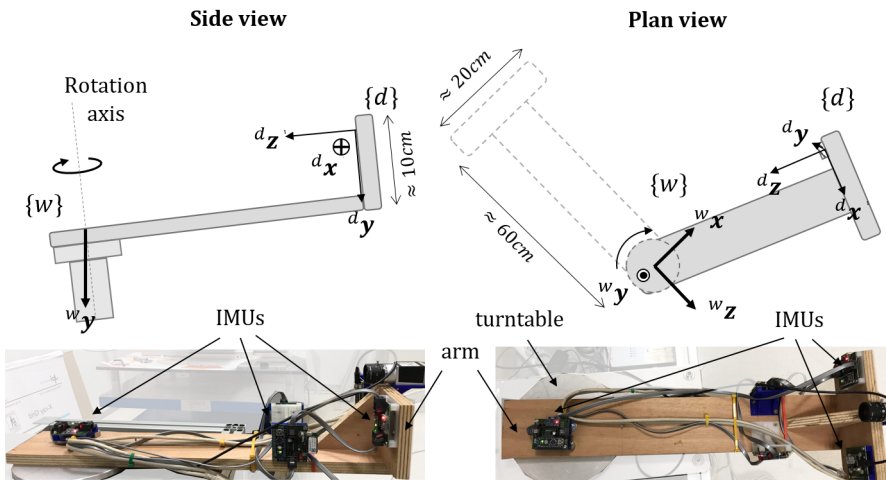 Side view
Plan view
Rotation
axis
{d}
ᵈz
ᵈx
ᵈy
≈ 10cm
{w}
ʷy
≈ 20cm
≈ 60cm
{d}
ᵈy
ᵈz
ᵈx
{w}
ʷx
ʷy
ʷz
IMUs
arm
turntable
IMUs